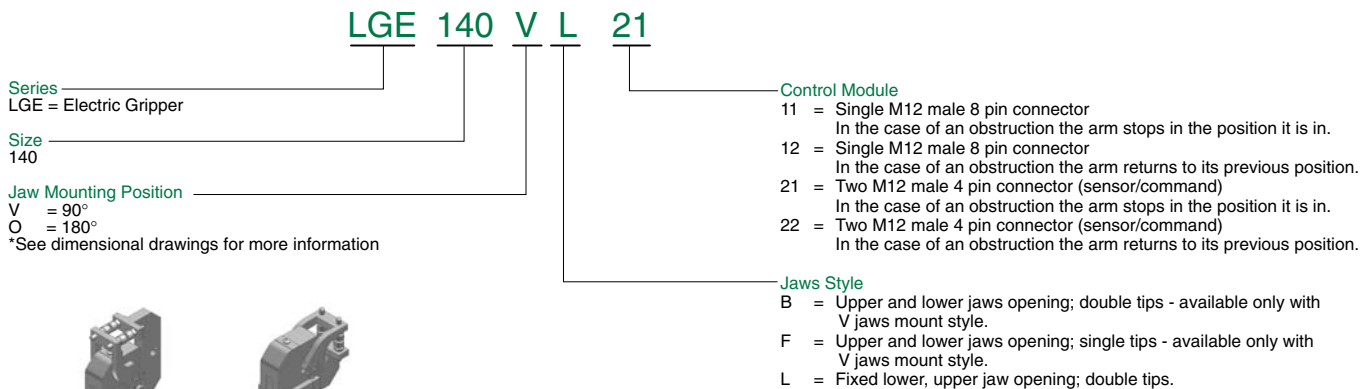 LGE 140 V L 21
Series
LGE = Electric Gripper
Size
140
Jaw Mounting Position
V = 90°
O = 180°
*See dimensional drawings for more information
Control Module
11 = Single M12 male 8 pin connector
In the case of an obstruction the arm stops in the position it is in.
12 = Single M12 male 8 pin connector
In the case of an obstruction the arm returns to its previous position.
21 = Two M12 male 4 pin connector (sensor/command)
In the case of an obstruction the arm stops in the position it is in.
22 = Two M12 male 4 pin connector (sensor/command)
In the case of an obstruction the arm returns to its previous position.
Jaws Style
B = Upper and lower jaws opening; double tips - available only with
V jaws mount style.
F = Upper and lower jaws opening; single tips - available only with
V jaws mount style.
L = Fixed lower, upper jaw opening; double tips.